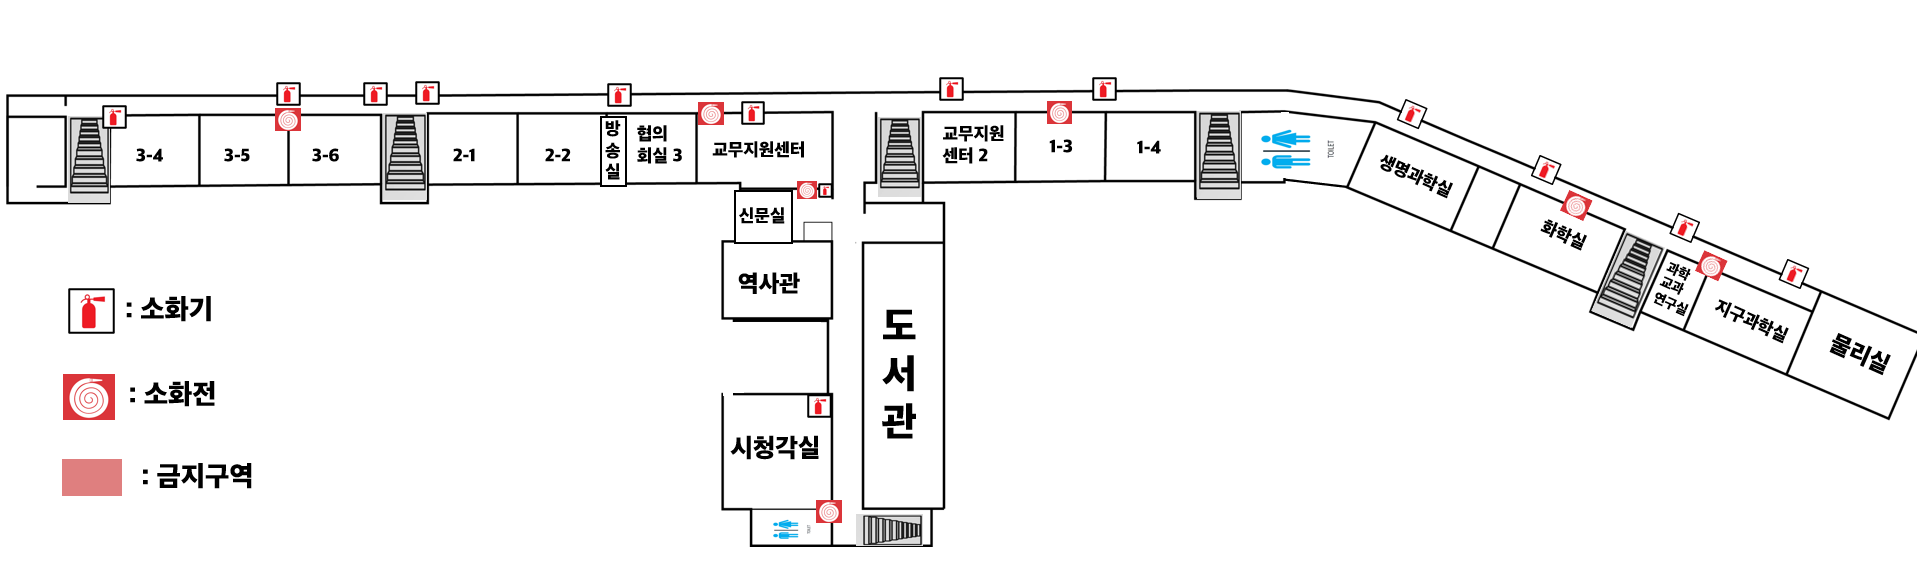 3-4
3-5
3-6
2-1
2-2
방
송
실
협의
회실 3
교무지원센터
교무지원
센터 2
1-3
1-4
TOILET
생명과학실
화학실
과학
교과
연구실
지구과학실
물리실
신문실
역사관
도
서
관
시청각실
TOILET
: 소화기
: 소화전
: 금지구역